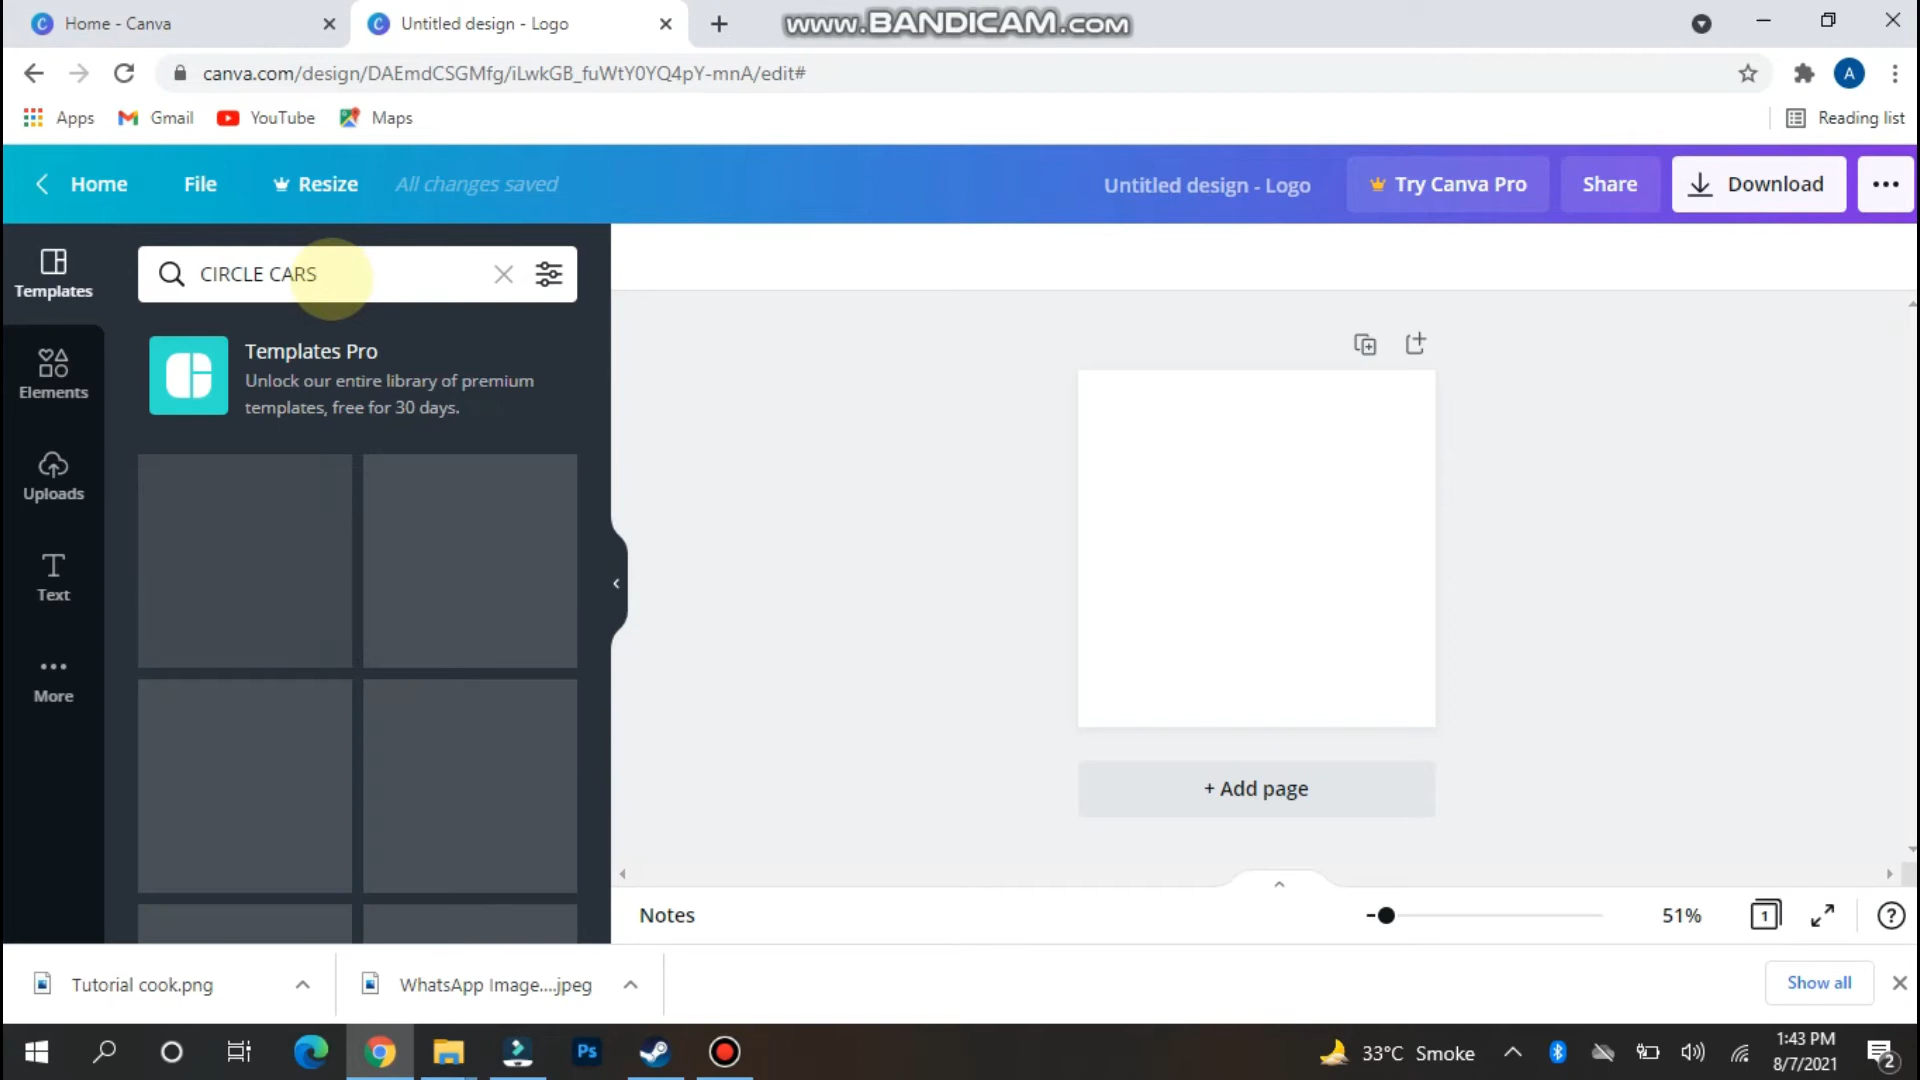 Home - Canva
Untitled design - Logo
www.BANDICAM.com
canva.com/design/DAEmdCSGMfg/iLwkGB_fuWtY0YQ4pY-mnA/edit#
A
Apps
Gmail
YouTube
Maps
Reading list
Home
File
Resize
All changes saved
Untitled design - Logo
Try Canva Pro
Share
Download
Templates
CIRCLE CARS
Templates Pro
Unlock our entire library of premium
templates, free for 30 days.
Elements
Uploads
Text
More
+ Add page
Notes
51%
1
?
Tutorial cook.png
WhatsApp Image....jpeg
Show all
Ps
33°C Smoke
1:43 PM
8/7/2021
2